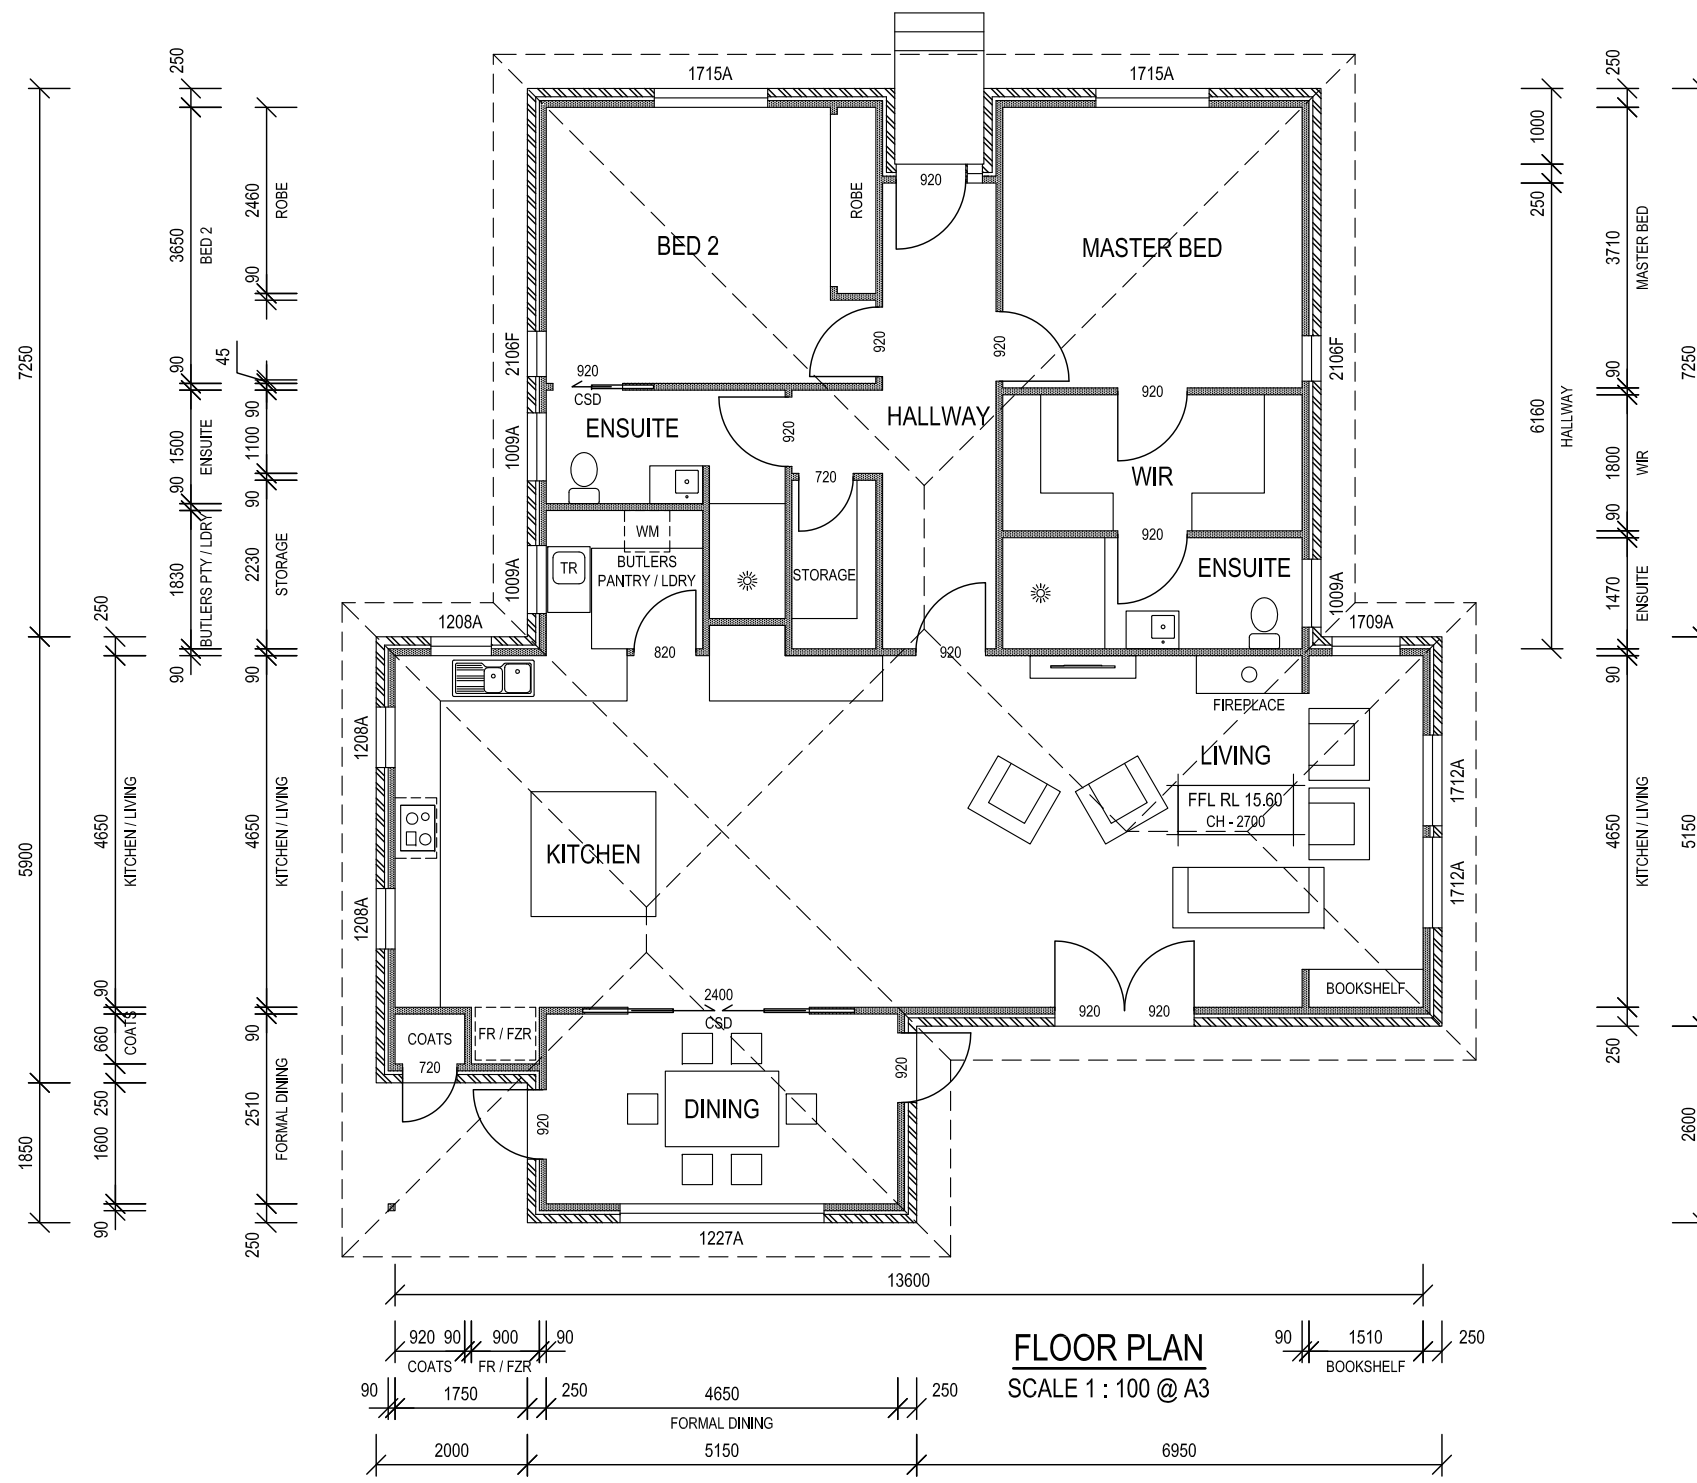 1715A
1715A
250
250
1000
920
ROBE
2460
ROBE
250
BED 2
MASTER BED
3650
BED 2
3710
MASTER BED
90
2106F
920
920
2106F
7250
45
90
90
7250
920
CSD
920
HALLWAY
6160
HALLWAY
ENSUITE
1009A
920
90
1100
1500
ENSUITE
WIR
1800
WIR
720
90
90
90
WM
920
BUTLERS
PANTRY / LDRY
TR
STORAGE
ENSUITE
1009A
1009A
1830
BUTLERS PTY / LDRY
2230
STORAGE
1470
ENSUITE
250
1208A
1709A
820
920
90
90
90
FIREPLACE
1208A
LIVING
1712A
FFL RL 15.60
CH - 2700
KITCHEN
4650
KITCHEN / LIVING
4650
KITCHEN / LIVING
4650
KITCHEN / LIVING
5900
5150
1208A
1712A
BOOKSHELF
90
2400
CSD
920
920
COATS
FR / FZR
720
660
COATS
90
920
250
DINING
920
250
2510
FORMAL DINING
1600
1850
2600
90
250
1227A
13600
920
90
900
90
COATS
FR / FZR
FLOOR PLAN
SCALE 1 : 100 @ A3
90
1510
250
BOOKSHELF
90
1750
250
4650
250
FORMAL DINING
2000
5150
6950